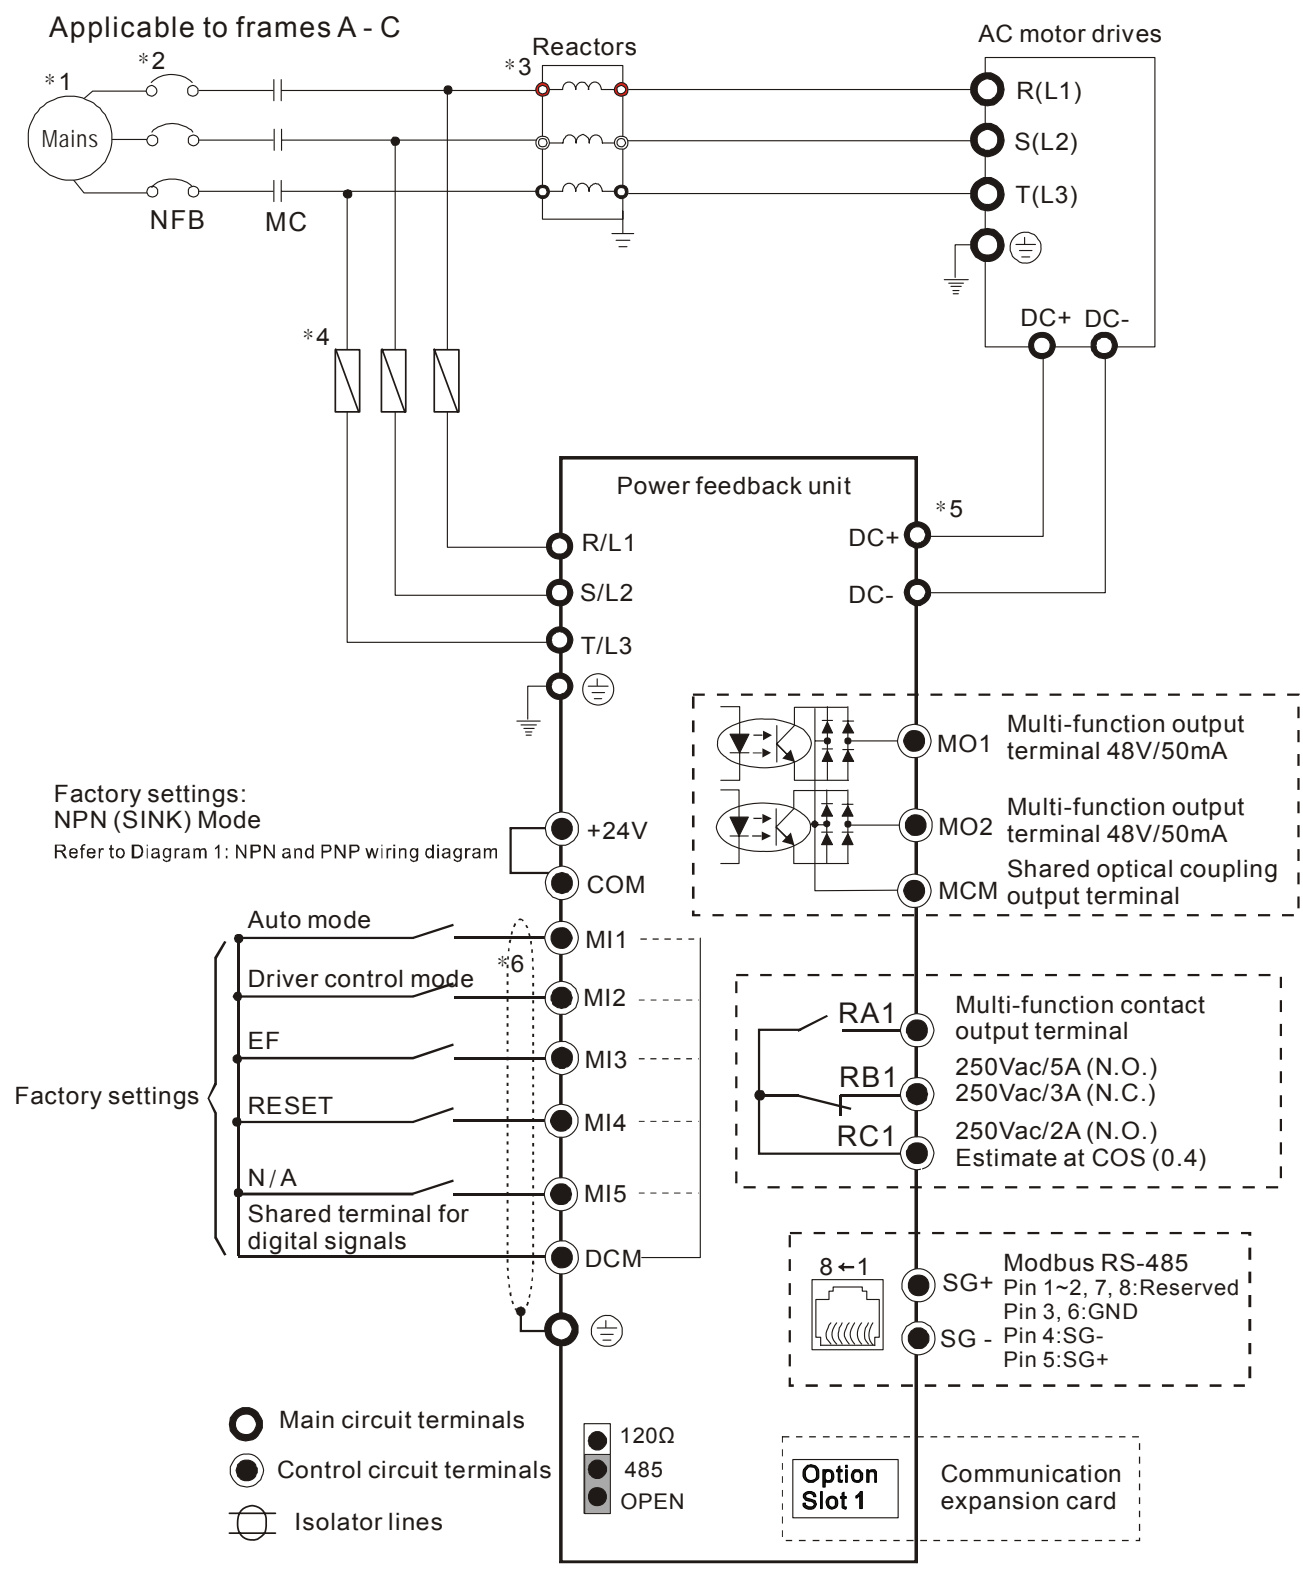 Applicable to frames A - C
AC motor drives
Reactors
*1
*2
*3
Mains
R(L1)
S(L2)
T(L3)
NFB
MC
DC+ DC-
*4
Power feedback unit
*5
R/L1
DC+
S/L2
DC-
T/L3
MO1
Multi-function output
terminal 48V/50mA
Factory settings:
NPN (SINK) Mode
Refer to Diagram 1: NPN and PNP wiring diagram
+24V
COM
MO2
Multi-function output
terminal 48V/50mA
MCM
Shared optical coupling
output terminal
Auto mode
MI1
*6
Driver control mode
MI2
EF
MI3
Factory settings
RESET
MI4
N/A
MI5
Shared terminal for
digital signals
DCM
RA1
Multi-function contact
output terminal
RB1
250Vac/5A (N.O.)
250Vac/3A (N.C.)
RC1
250Vac/2A (N.O.)
Estimate at COS (0.4)
8←1
SG+
SG -
Modbus RS-485
Pin 1~2, 7, 8:Reserved
Pin 3, 6:GND
Pin 4:SG-
Pin 5:SG+
Main circuit terminals
Control circuit terminals
Isolator lines
120Ω
485
OPEN
Option
Slot 1
Communication
expansion card